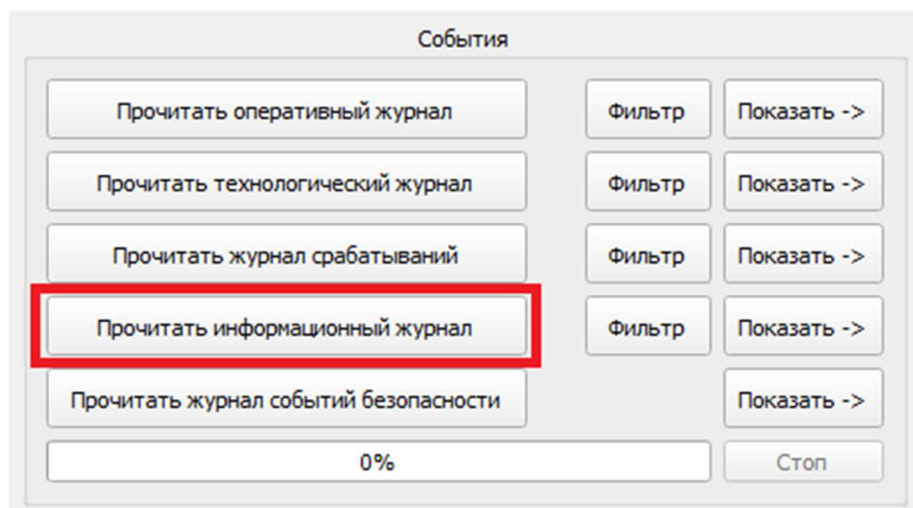 События
Прочитать оперативный журнал Фильтр Показать ->
Прочитать технологический журнал Фильтр Показать ->
Прочитать журнал срабатываний Фильтр Показать ->
Прочитать информационный журнал Фильтр Показать ->
Прочитать журнал событий безопасности Показать ->
0% Стоп